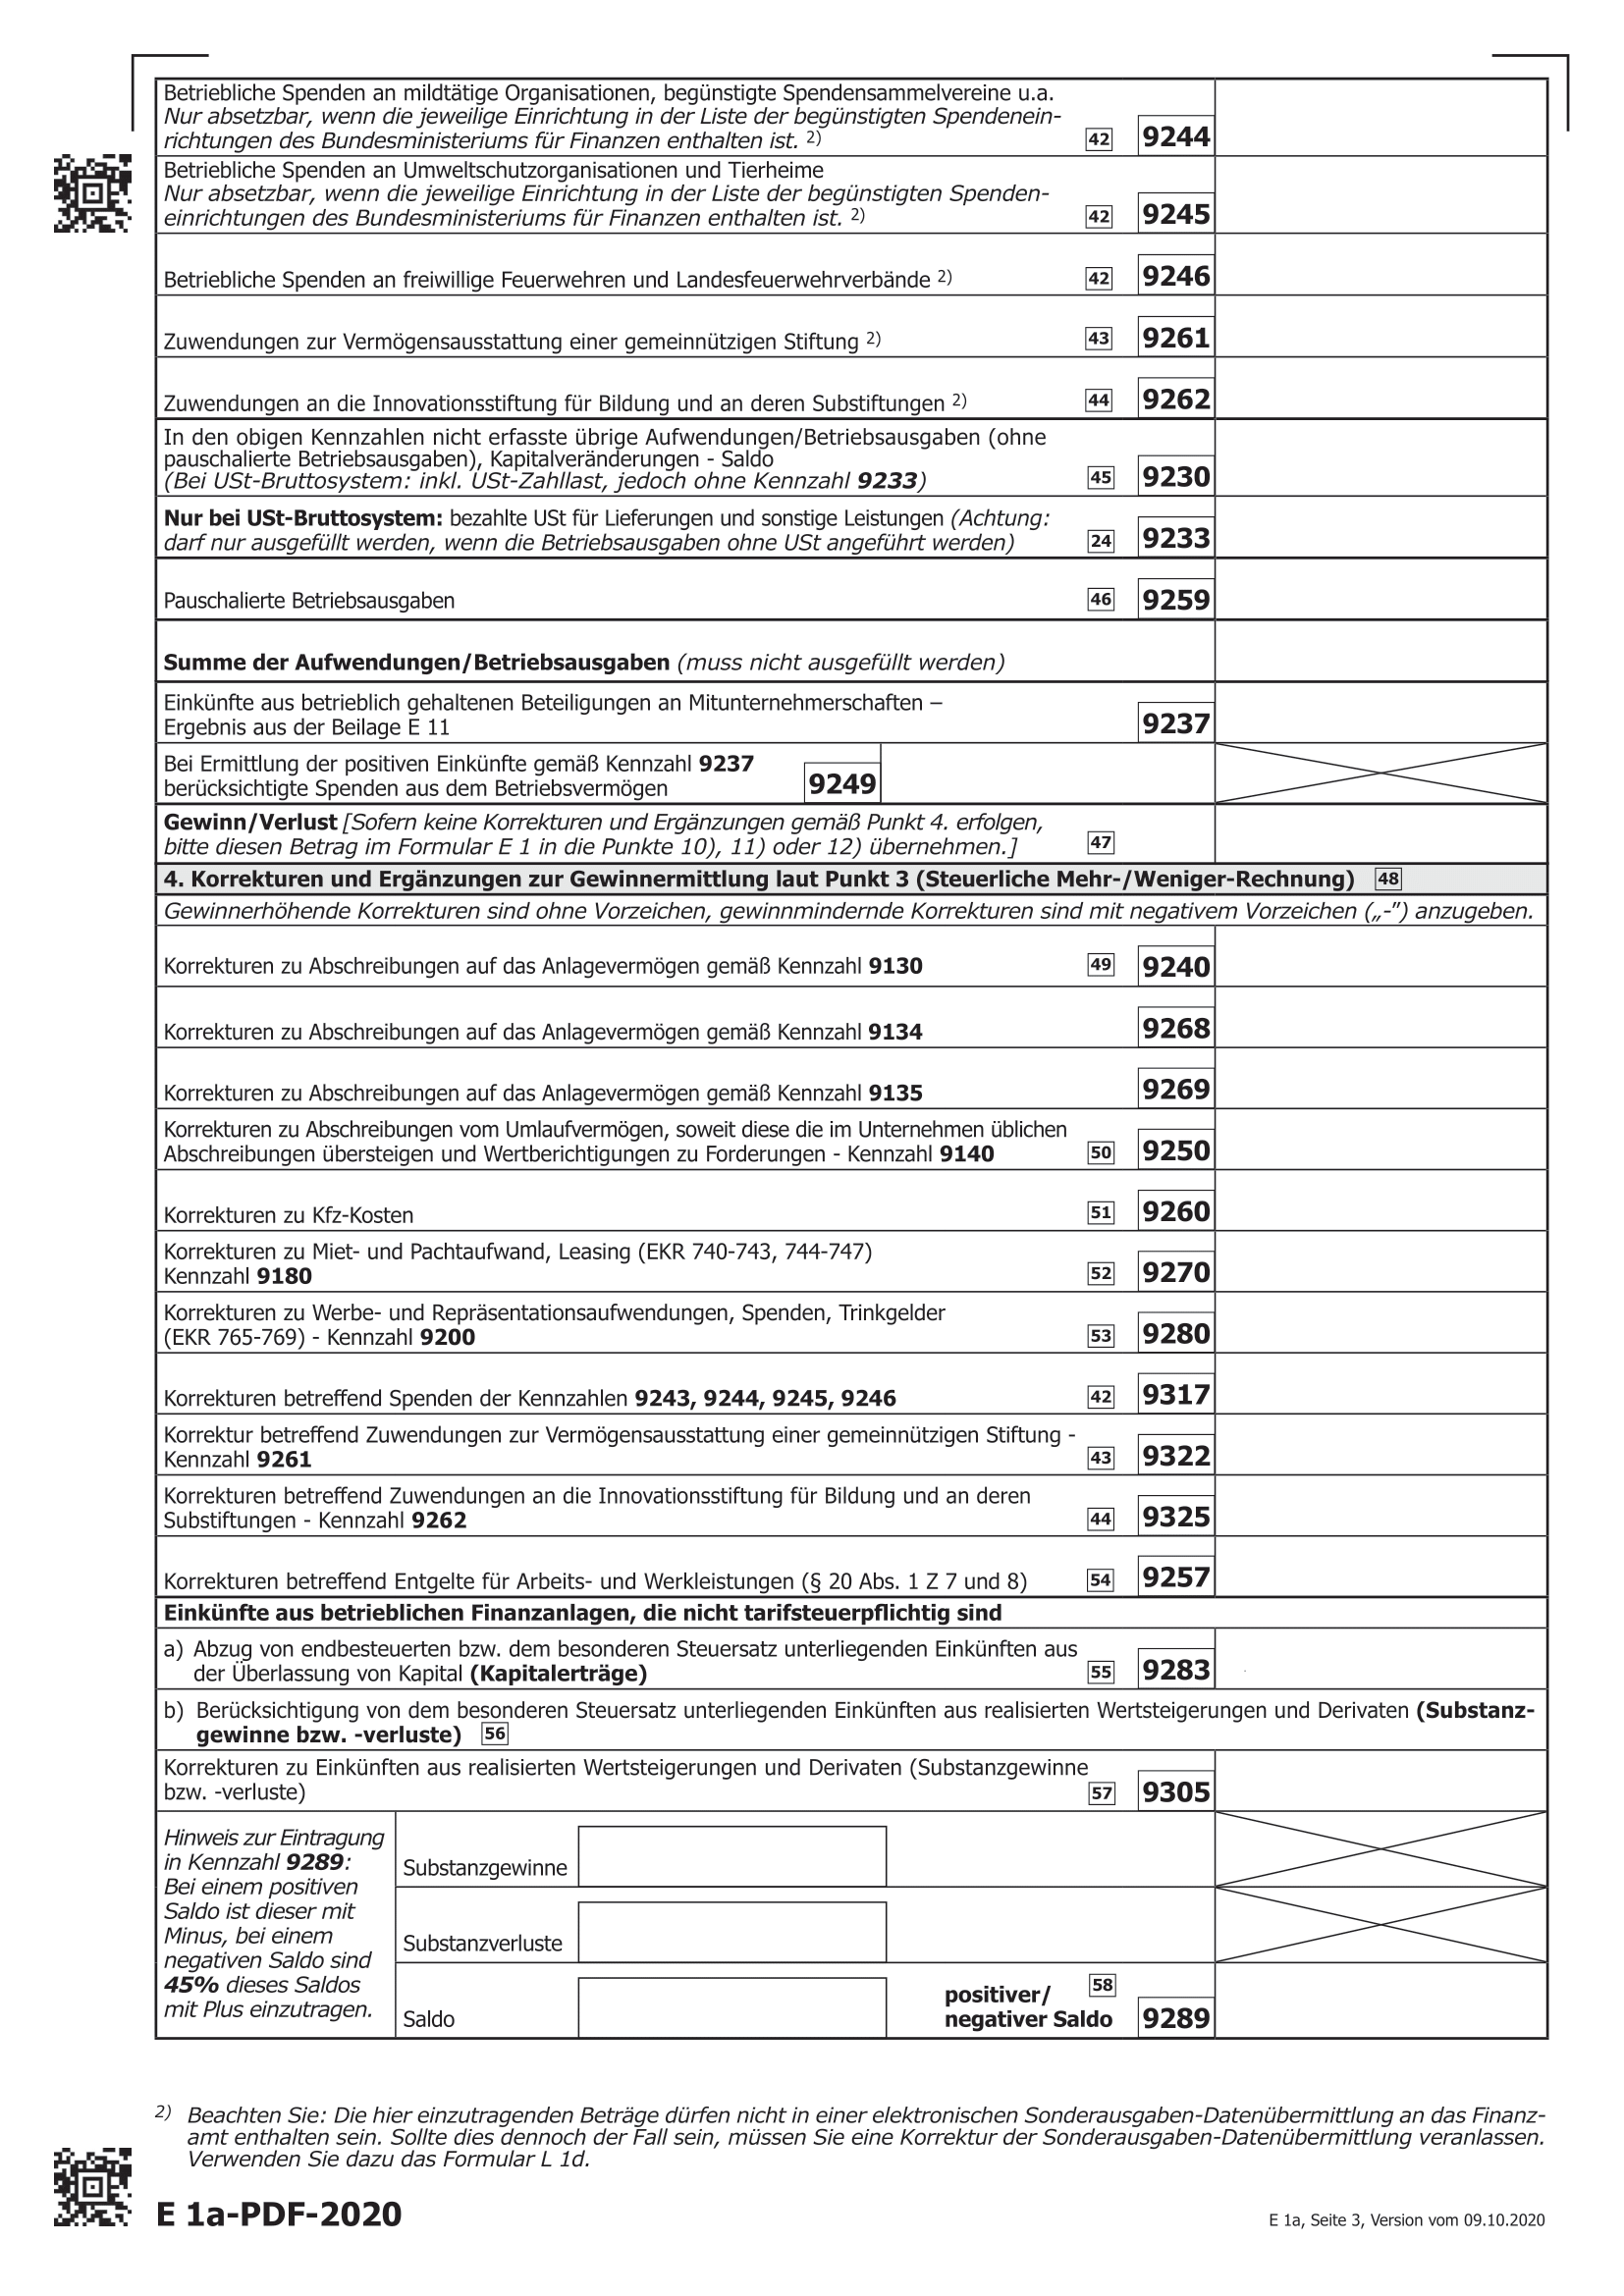 Betriebliche Spenden an mildtätige Organisationen, begünstigte Spendensammelvereine u.a.
Nur absetzbar, wenn die jeweilige Einrichtung in der Liste der begünstigten Spendenein-
richtungen des Bundesministeriums für Finanzen enthalten ist. 2) 42 9244
Betriebliche Spenden an Umweltschutzorganisationen und Tierheime
Nur absetzbar, wenn die jeweilige Einrichtung in der Liste der begünstigten Spenden-
einrichtungen des Bundesministeriums für Finanzen enthalten ist. 2) 42 9245
Betriebliche Spenden an freiwillige Feuerwehren und Landesfeuerwehrverbände 2) 42 9246
Zuwendungen zur Vermögensausstattung einer gemeinnützigen Stiftung 2) 43 9261
Zuwendungen an die Innovationsstiftung für Bildung und an deren Substiftungen 2) 44 9262
In den obigen Kennzahlen nicht erfasste übrige Aufwendungen/Betriebsausgaben (ohne
pauschalierte Betriebsausgaben), Kapitalveränderungen - Saldo
(Bei USt-Bruttosystem: inkl. USt-Zahllast, jedoch ohne Kennzahl 9233) 45 9230
Nur bei USt-Bruttosystem: bezahlte USt für Lieferungen und sonstige Leistungen (Achtung:
darf nur ausgefüllt werden, wenn die Betriebsausgaben ohne USt angeführt werden) 24 9233
Pauschalierte Betriebsausgaben 46 9259
Summe der Aufwendungen/Betriebsausgaben (muss nicht ausgefüllt werden)
Einkünfte aus betrieblich gehaltenen Beteiligungen an Mitunternehmerschaften –
Ergebnis aus der Beilage E 11 9237
Bei Ermittlung der positiven Einkünfte gemäß Kennzahl 9237
berücksichtigte Spenden aus dem Betriebsvermögen 9249
Gewinn/Verlust [Sofern keine Korrekturen und Ergänzungen gemäß Punkt 4. erfolgen,
bitte diesen Betrag im Formular E 1 in die Punkte 10), 11) oder 12) übernehmen.] 47
4. Korrekturen und Ergänzungen zur Gewinnermittlung laut Punkt 3 (Steuerliche Mehr-/Weniger-Rechnung) 48
Gewinnerhöhende Korrekturen sind ohne Vorzeichen, gewinnmindernde Korrekturen sind mit negativem Vorzeichen („-”) anzugeben.
Korrekturen zu Abschreibungen auf das Anlagevermögen gemäß Kennzahl 9130 49 9240
Korrekturen zu Abschreibungen auf das Anlagevermögen gemäß Kennzahl 9134 9268
Korrekturen zu Abschreibungen auf das Anlagevermögen gemäß Kennzahl 9135 9269
Korrekturen zu Abschreibungen vom Umlaufvermögen, soweit diese die im Unternehmen üblichen
Abschreibungen übersteigen und Wertberichtigungen zu Forderungen - Kennzahl 9140 50 9250
Korrekturen zu Kfz-Kosten 51 9260
Korrekturen zu Miet- und Pachtaufwand, Leasing (EKR 740-743, 744-747)
Kennzahl 9180 52 9270
Korrekturen zu Werbe- und Repräsentationsaufwendungen, Spenden, Trinkgelder
(EKR 765-769) - Kennzahl 9200 53 9280
Korrekturen betreffend Spenden der Kennzahlen 9243, 9244, 9245, 9246 42 9317
Korrektur betreffend Zuwendungen zur Vermögensausstattung einer gemeinnützigen Stiftung -
Kennzahl 9261 43 9322
Korrekturen betreffend Zuwendungen an die Innovationsstiftung für Bildung und an deren
Substiftungen - Kennzahl 9262 44 9325
Korrekturen betreffend Entgelte für Arbeits- und Werkleistungen (§ 20 Abs. 1 Z 7 und 8) 54 9257
Einkünfte aus betrieblichen Finanzanlagen, die nicht tarifsteuerpflichtig sind
a) Abzug von endbesteuerten bzw. dem besonderen Steuersatz unterliegenden Einkünften aus
der Überlassung von Kapital (Kapitalerträge) 55 9283
b) Berücksichtigung von dem besonderen Steuersatz unterliegenden Einkünften aus realisierten Wertsteigerungen und Derivaten (Substanz-
gewinne bzw. -verluste) 56
Korrekturen zu Einkünften aus realisierten Wertsteigerungen und Derivaten (Substanzgewinne
bzw. -verluste) 57 9305
Hinweis zur Eintragung
in Kennzahl 9289:
Bei einem positiven
Saldo ist dieser mit
Minus, bei einem
negativen Saldo sind
45% dieses Saldos
mit Plus einzutragen.
Substanzgewinne
Substanzverluste
Saldo
positiver/ 58
negativer Saldo 9289
2) Beachten Sie: Die hier einzutragenden Beträge dürfen nicht in einer elektronischen Sonderausgaben-Datenübermittlung an das Finanz-
amt enthalten sein. Sollte dies dennoch der Fall sein, müssen Sie eine Korrektur der Sonderausgaben-Datenübermittlung veranlassen.
Verwenden Sie dazu das Formular L 1d.
E 1a-PDF-2020
E 1a, Seite 3, Version vom 09.10.2020